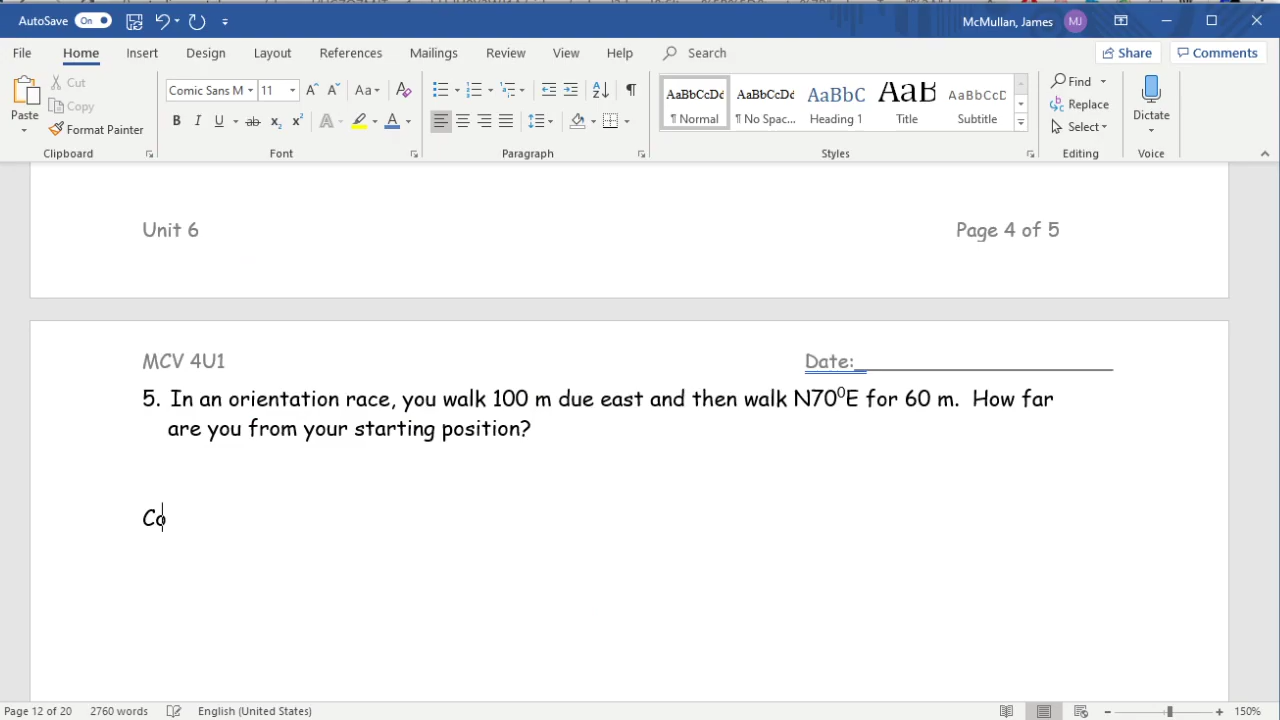 AutoSave On McMullan, James MJ
File Home Insert Design Layout References Mailings Review View Help Search Share Comments
Paste Cut Copy Format Painter
Comic Sans M 11 Aa
B I U ab x2 x2 A A
AaBbCcDc AaBbCcDc AaBbC AaB AaBbCcD
¶ Normal ¶ No Spac... Heading 1 Title Subtitle
Find Replace Select Dictate
Clipboard Font Paragraph Styles Editing Voice
Unit 6 Page 4 of 5
MCV 4U1 Date:
5. In an orientation race, you walk 100 m due east and then walk N70⁰E for 60 m. How far
are you from your starting position?
Co
Page 12 of 20 2760 words English (United States) 150%